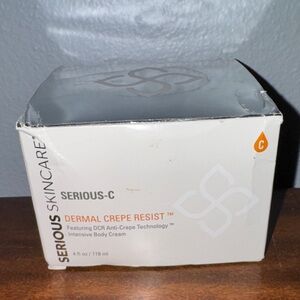 SERIOUS SKINCARE
SERIOUS-C
C
DERMAL CREPE RESIST™
Featuring DCR Anti-Crepe Technology™
Intensive Body Cream
4 fl oz / 118 ml